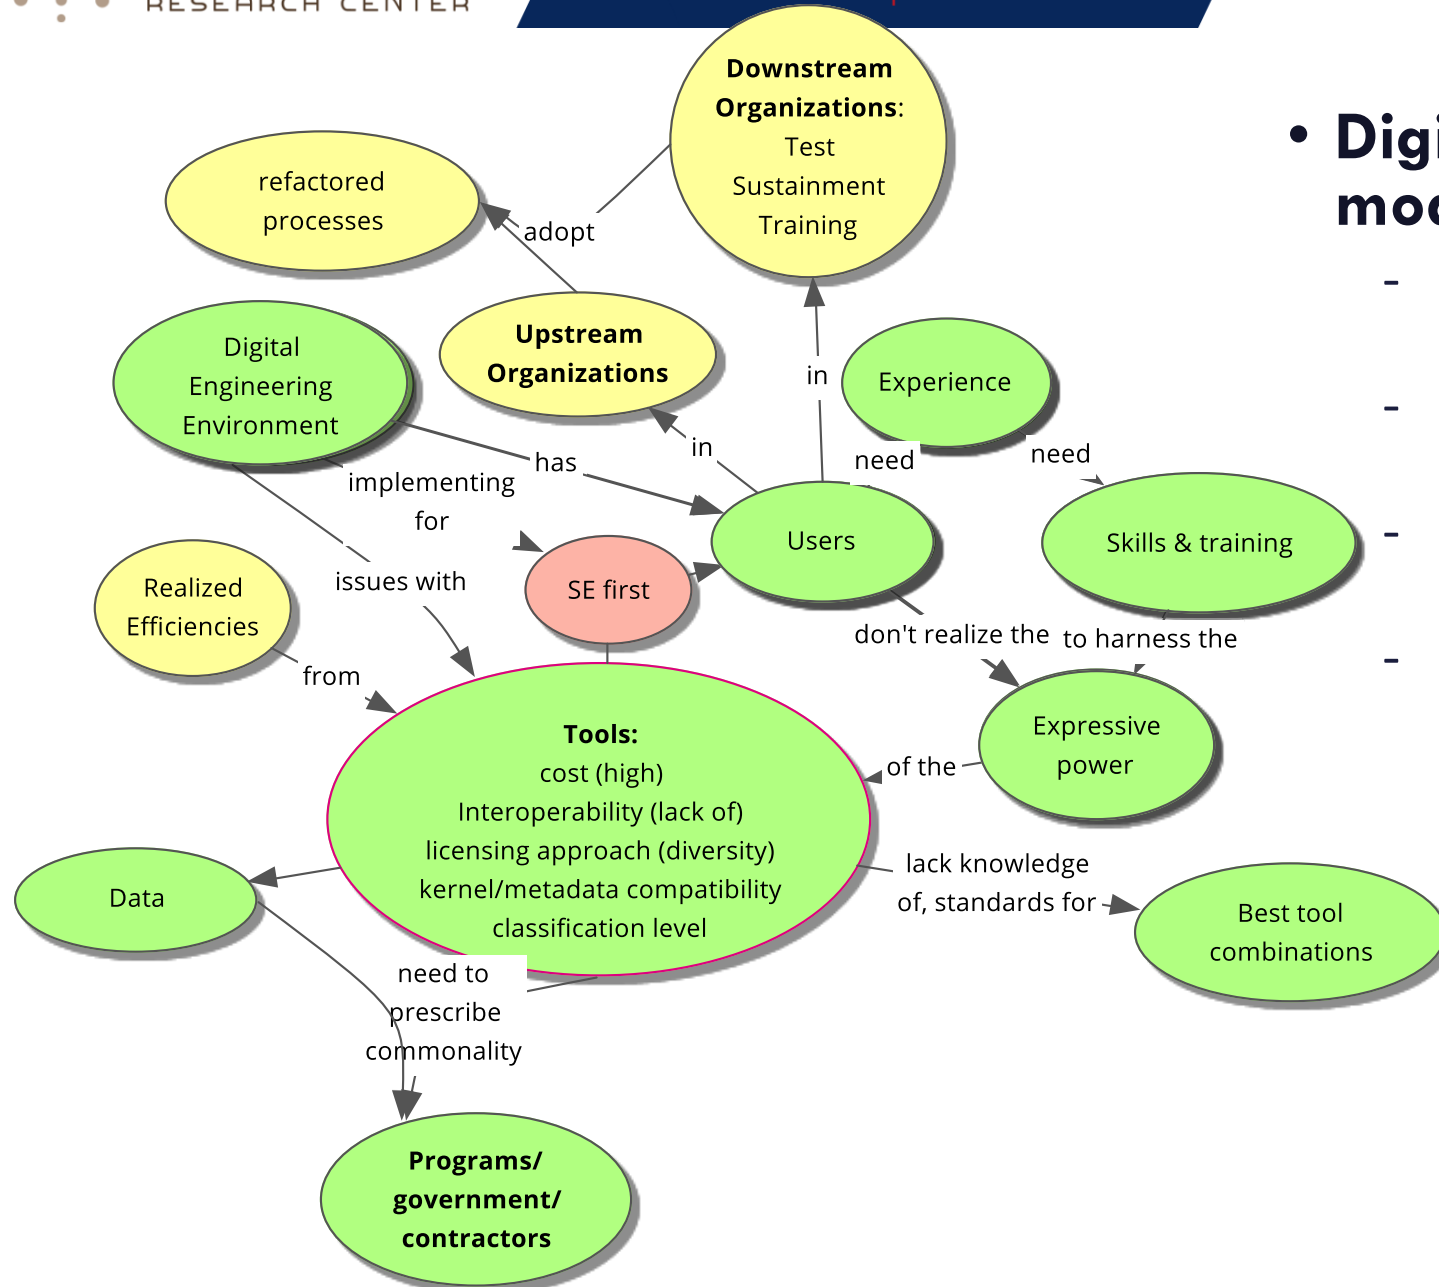 RESEARCH CENTER
Downstream
Organizations:
Test
Sustainment
Training
refactored
processes
adopt
Upstream
Organizations
Digital
Engineering
Environment
in
in
Experience
need
need
has
implementing
for
Users
Skills & training
SE first
issues with
Realized
Efficiencies
from
don't realize the
to harness the
Expressive
power
of the
Tools:
cost (high)
Interoperability (lack of)
licensing approach (diversity)
kernel/metadata compatibility
classification level
Data
lack knowledge
of, standards for
Best tool
combinations
need to
prescribe
commonality
Programs/
government/
contractors
• Digi
-
-
-
-